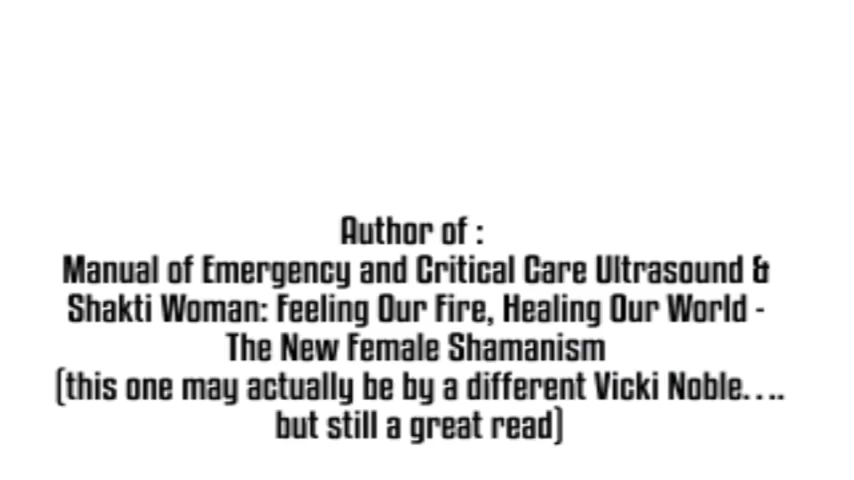 Author of :
Manual of Emergency and Critical Care Ultrasound &
Shakti Woman: Feeling Our Fire, Healing Our World -
The New Female Shamanism
(this one may actually be by a different Vicki Noble....
but still a great read)